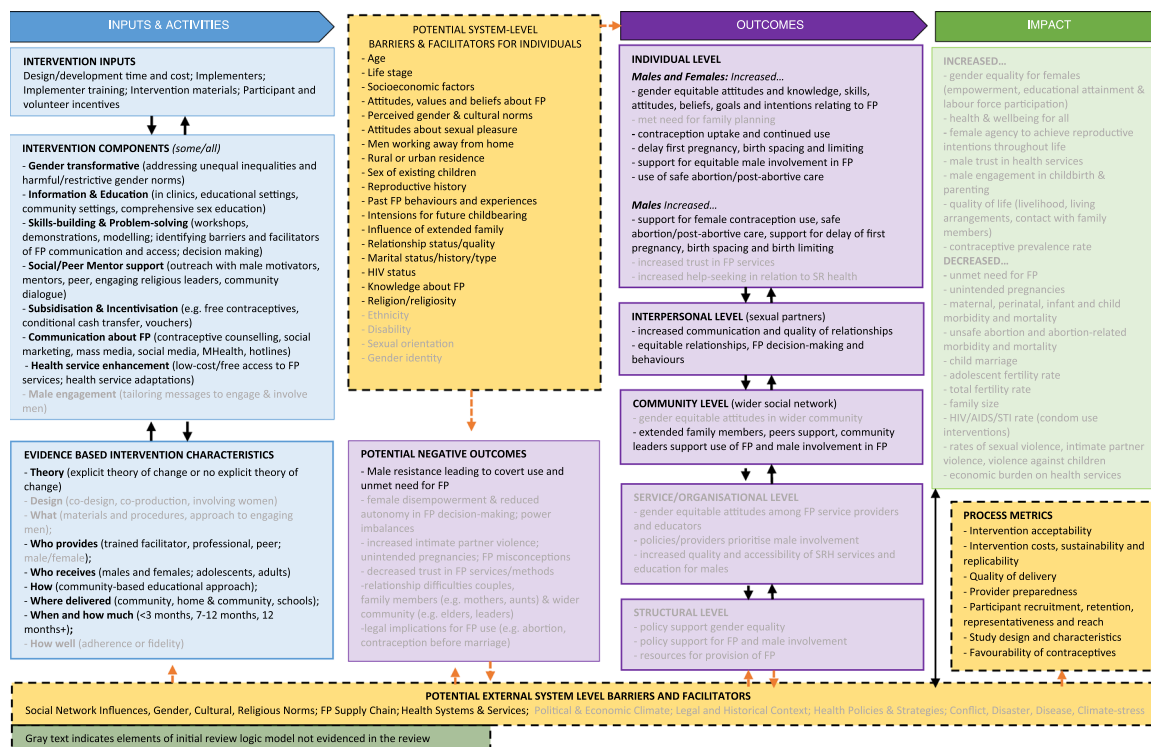 INPUTS & ACTIVITIES
INTERVENTION INPUTS
Design/development time and cost; Implementers;
Implementer training; Intervention materials; Participant and
volunteer incentives
INTERVENTION COMPONENTS (some/all)
- Gender transformative (addressing unequal inequalities and
harmful/restrictive gender norms)
- Information & Education (in clinics, educational settings,
community settings, comprehensive sex education)
- Skills-building & Problem-solving (workshops,
demonstrations, modelling; identifying barriers and facilitators
of FP communication and access; decision making)
- Social/Peer Mentor support (outreach with male motivators,
mentors, peer, engaging religious leaders, community
dialogue)
- Subsidisation & Incentivisation (e.g. free contraceptives,
conditional cash transfer, vouchers)
- Communication about FP (contraceptive counselling, social
marketing, mass media, social media, MHealth, hotlines)
- Health service enhancement (low-cost/free access to FP
services; health service adaptations)
- Male engagement (tailoring messages to engage & involve
men)
EVIDENCE BASED INTERVENTION CHARACTERISTICS
- Theory (explicit theory of change or no explicit theory of
change)
- Design (co-design, co-production, involving women)
- What (materials and procedures, approach to engaging
men);
- Who provides (trained facilitator, professional, peer;
male/female);
- Who receives (males and females; adolescents, adults)
- How (community-based educational approach);
- Where delivered (community, home & community, schools);
- When and how much (<3 months, 7-12 months, 12
months+);
- How well (adherence or fidelity)
POTENTIAL SYSTEM-LEVEL
BARRIERS & FACILITATORS FOR INDIVIDUALS
- Age
- Life stage
- Socioeconomic factors
- Attitudes, values and beliefs about FP
- Perceived gender & cultural norms
- Attitudes about sexual pleasure
- Men working away from home
- Rural or urban residence
- Sex of existing children
- Reproductive history
- Past FP behaviours and experiences
- Intensions for future childbearing
- Influence of extended family
- Relationship status/quality
- Marital status/history/type
- HIV status
- Knowledge about FP
- Religion/religiosity
- Ethnicity
- Disability
- Sexual orientation
- Gender identity
POTENTIAL NEGATIVE OUTCOMES
- Male resistance leading to covert use and
unmet need for FP
- female disempowerment & reduced
autonomy in FP decision-making; power
imbalances
- increased intimate partner violence;
unintended pregnancies; FP misconceptions
- decreased trust in FP services/methods
-relationship difficulties couples,
family members (e.g. mothers, aunts) & wider
community (e.g. elders, leaders)
-legal implications for FP use (e.g. abortion,
contraception before marriage)
OUTCOMES
INDIVIDUAL LEVEL
Males and Females: Increased...
- gender equitable attitudes and knowledge, skills,
attitudes, beliefs, goals and intentions relating to FP
- met need for family planning
- contraception uptake and continued use
- delay first pregnancy, birth spacing and limiting
- support for equitable male involvement in FP
- use of safe abortion/post-abortive care
Males Increased...
- support for female contraception use, safe
abortion/post-abortive care, support for delay of first
pregnancy, birth spacing and birth limiting
- increased trust in FP services
- increased help-seeking in relation to SR health
INTERPERSONAL LEVEL (sexual partners)
- increased communication and quality of relationships
- equitable relationships, FP decision-making and
behaviours
COMMUNITY LEVEL (wider social network)
- gender equitable attitudes in wider community
- extended family members, peers support, community
leaders support use of FP and male involvement in FP
SERVICE/ORGANISATIONAL LEVEL
- gender equitable attitudes among FP service providers
and educators
- policies/providers prioritise male involvement
- increased quality and accessibility of SRH services and
education for males
STRUCTURAL LEVEL
- policy support gender equality
- policy support for FP and male involvement
- resources for provision of FP
IMPACT
INCREASED...
- gender equality for females
(empowerment, educational attainment &
labour force participation)
- health & wellbeing for all
- female agency to achieve reproductive
intentions throughout life
- male trust in health services
- male engagement in childbirth &
parenting
- quality of life (livelihood, living
arrangements, contact with family
members)
- contraceptive prevalence rate
DECREASED...
- unmet need for FP
- unintended pregnancies
- maternal, perinatal, infant and child
morbidity and mortality
- unsafe abortion and abortion-related
morbidity and mortality
- child marriage
- adolescent fertility rate
- total fertility rate
- family size
- HIV/AIDS/STI rate (condom use
interventions)
- rates of sexual violence, intimate partner
violence, violence against children
- economic burden on health services
PROCESS METRICS
- Intervention acceptability
- Intervention costs, sustainability and
replicability
- Quality of delivery
- Provider preparedness
- Participant recruitment, retention,
representativeness and reach
- Study design and characteristics
- Favourability of contraceptives
POTENTIAL EXTERNAL SYSTEM LEVEL BARRIERS AND FACILITATORS
Social Network Influences, Gender, Cultural, Religious Norms; FP Supply Chain; Health Systems & Services; Political & Economic Climate; Legal and Historical Context; Health Policies & Strategies; Conflict, Disaster, Disease, Climate-stress
Gray text indicates elements of initial review logic model not evidenced in the review